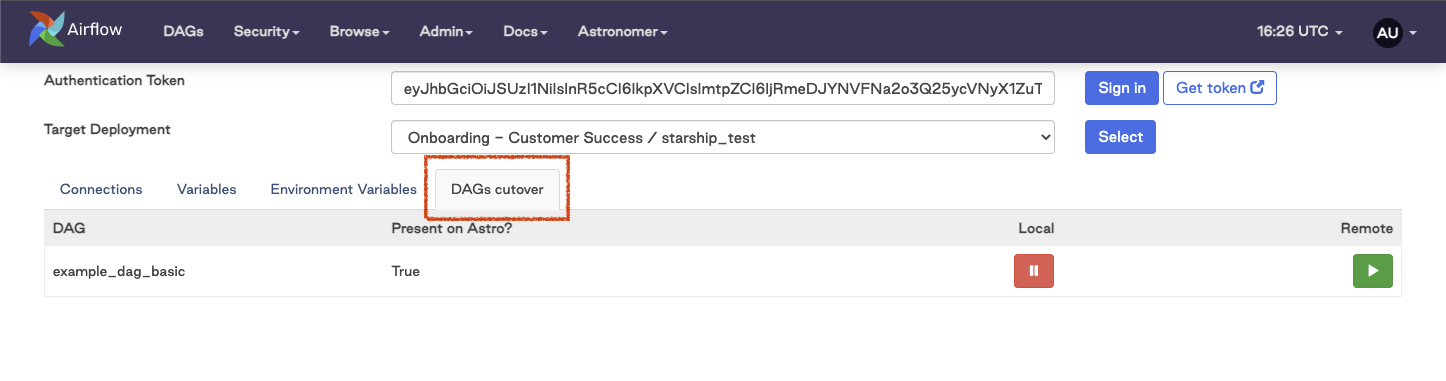 Airflow DAGs Security Browse Admin Docs Astronomer 16:26 UTC AU
Authentication Token Sign in Get token
Target Deployment Onboarding – Customer Success / starship_test Select
Connections Variables Environment Variables DAGs cutover
DAG Present on Astro? Local Remote
example_dag_basic True